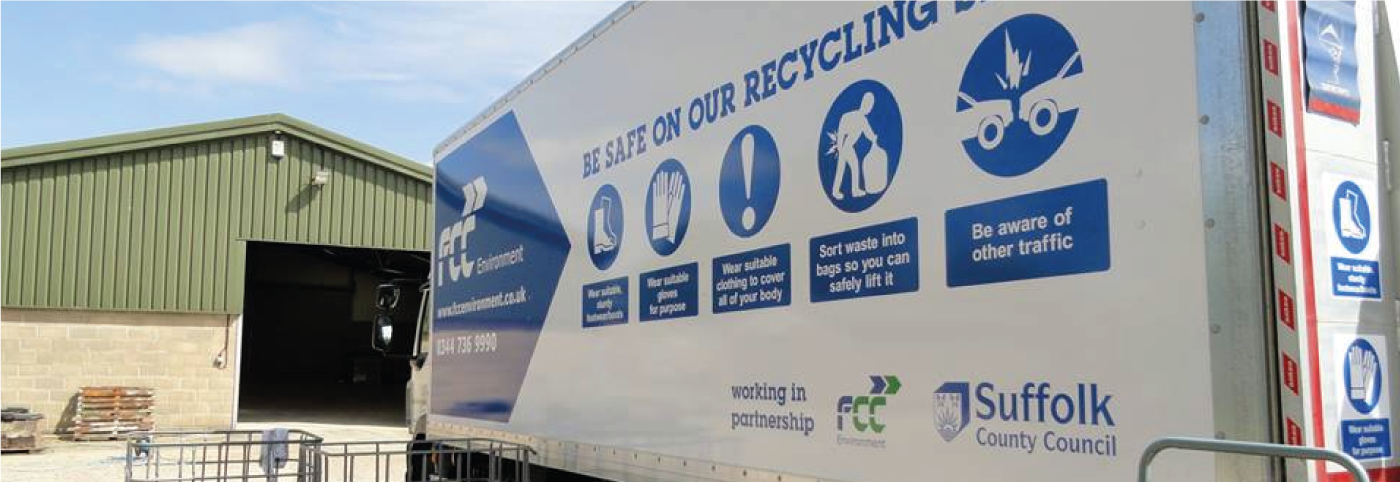 BE SAFE ON OUR RECYCLING
FCC
Environment
www.fccenvironment.co.uk
0344 736 9990
Wear suitable,
sturdy
footwear/boots
Wear suitable
gloves
for purpose
Wear suitable
clothing to cover
all of your body
Sort waste into
bags so you can
safely lift it
Be aware of
other traffic
working in
partnership
FCC
Environment
Suffolk
County Council
Wear suitable,
sturdy
footwear/boots
Wear suitable
gloves
for purpose